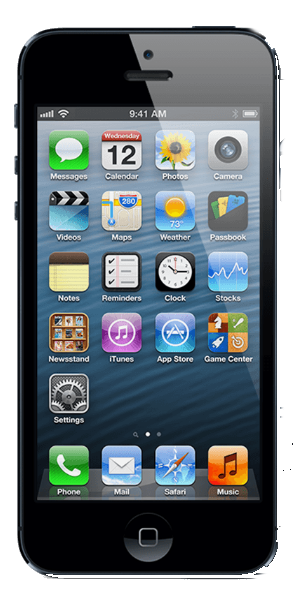 9:41 AM
Wednesday
12
280
73°
Messages Calendar Photos Camera
Videos Maps Weather Passbook
Notes Reminders Clock Stocks
Newsstand iTunes App Store Game Center
Settings
Phone Mail Safari Music